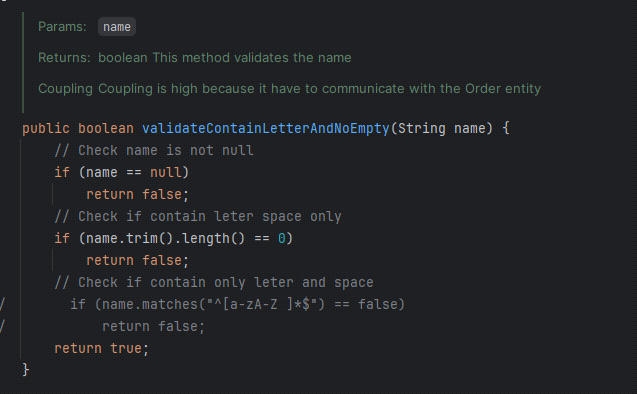 Params: name
Returns: boolean This method validates the name
Coupling Coupling is high because it have to communicate with the Order entity
public boolean validateContainLetterAndNoEmpty(String name) {
// Check name is not null
if (name == null)
return false;
// Check if contain leter space only
if (name.trim().length() == 0)
return false;
// Check if contain only leter and space
/ if (name.matches("^[a-zA-Z ]*$") == false)
/ return false;
return true;
}